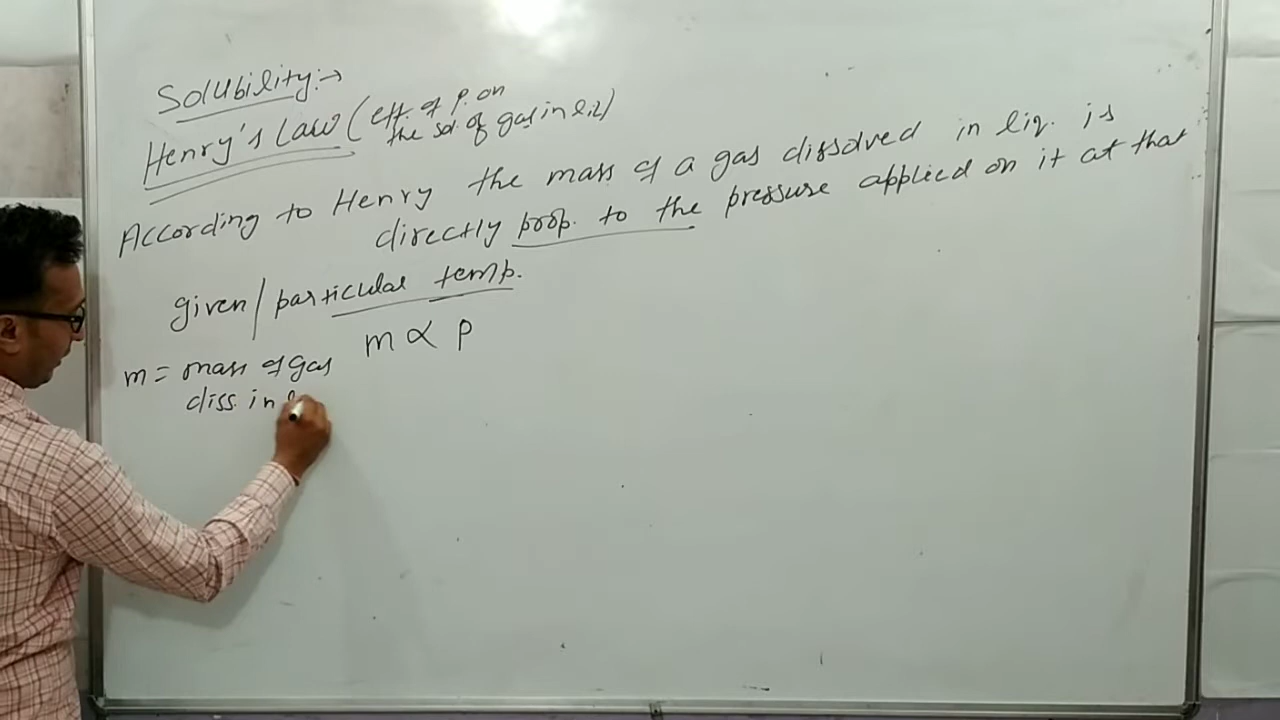 Solubility:→
Henry's Law (eff. of P. on
the sol. of gas in liq)
According to Henry the mass of a gas dissolved in liq. is
directly prop. to the pressure applied on it at that
given/particular temp.
m ∝ p
m = mass of gas
diss. in